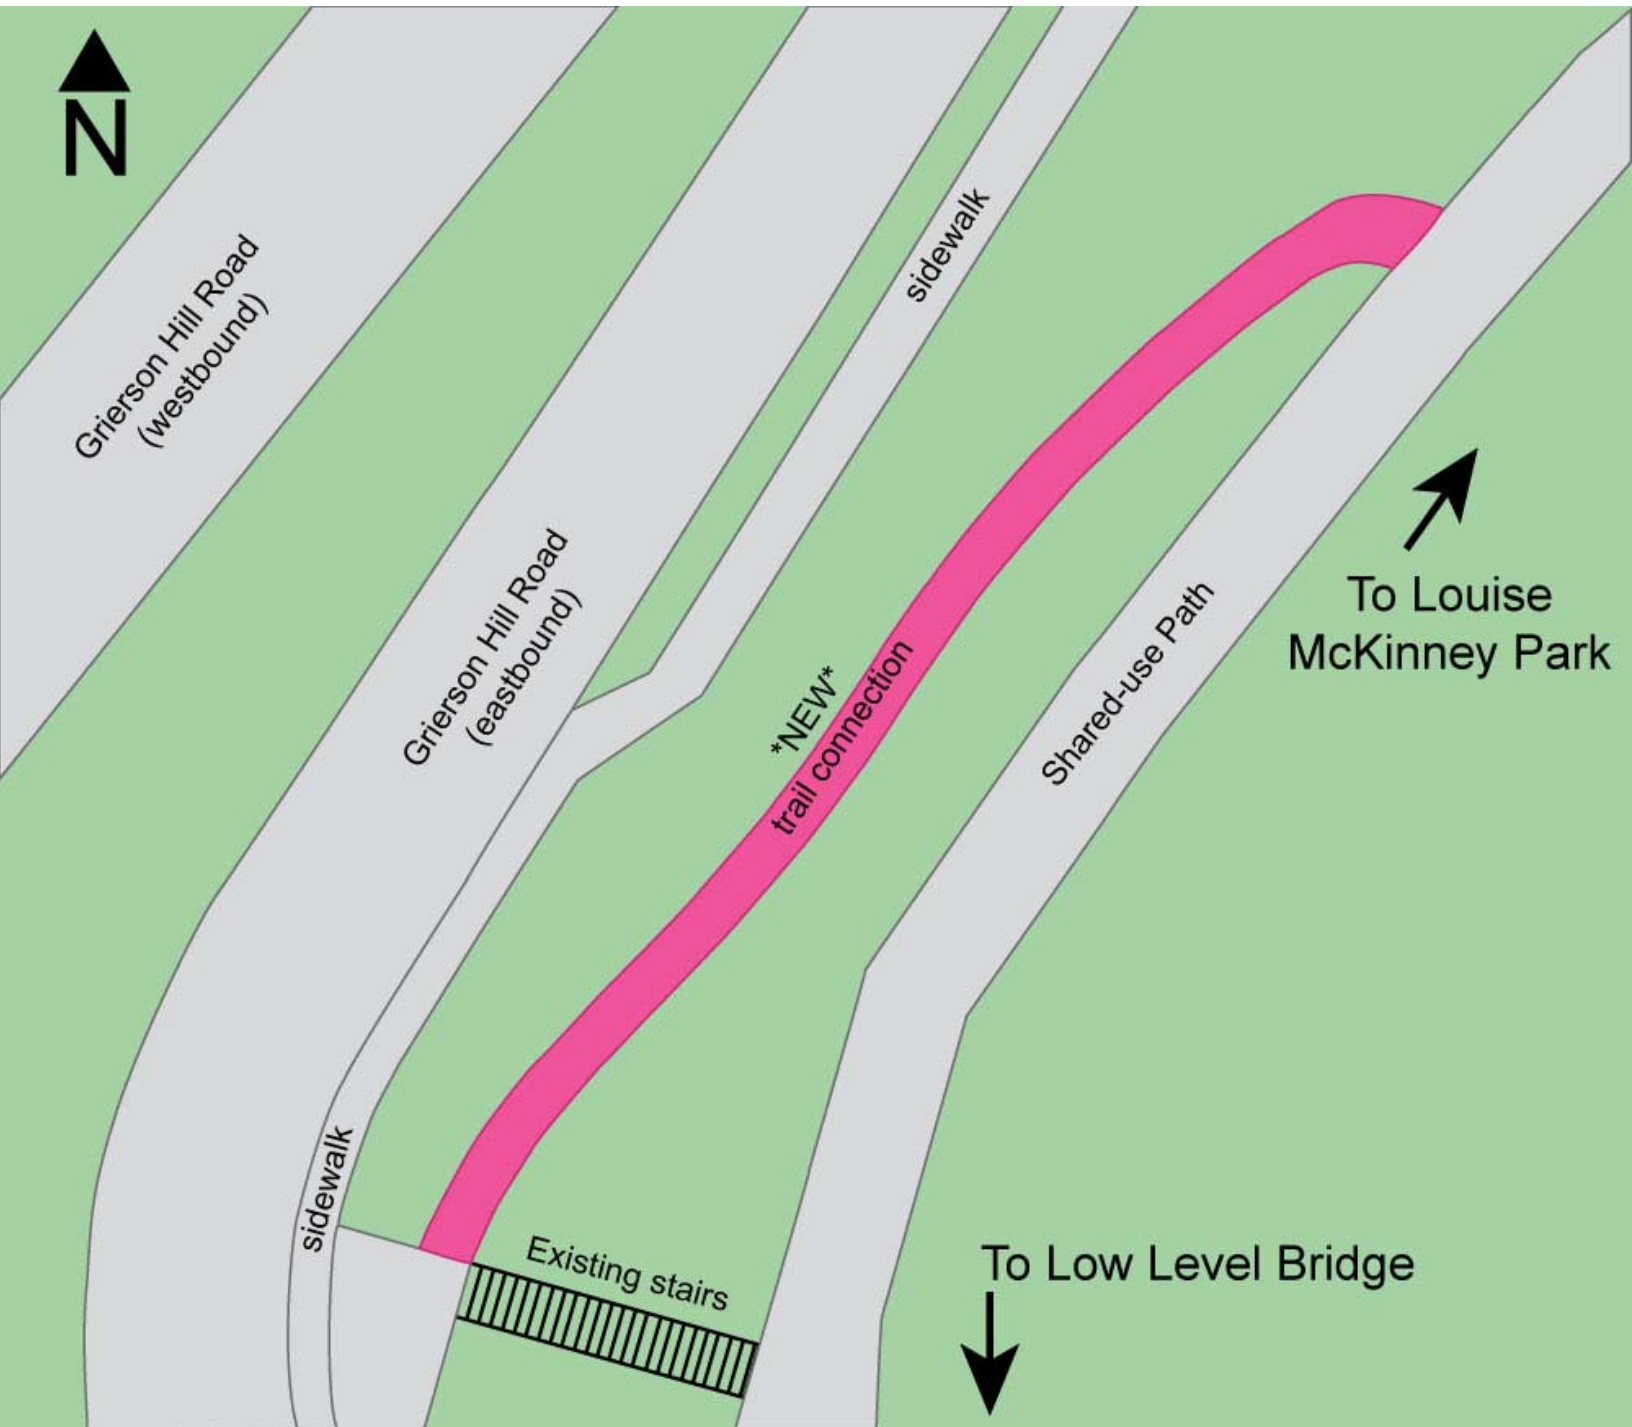 N
sidewalk
Grierson Hill Road
(westbound)
Grierson Hill Road
(eastbound)
*NEW*
trail connection
Shared-use Path
To Louise
McKinney Park
sidewalk
Existing stairs
To Low Level Bridge